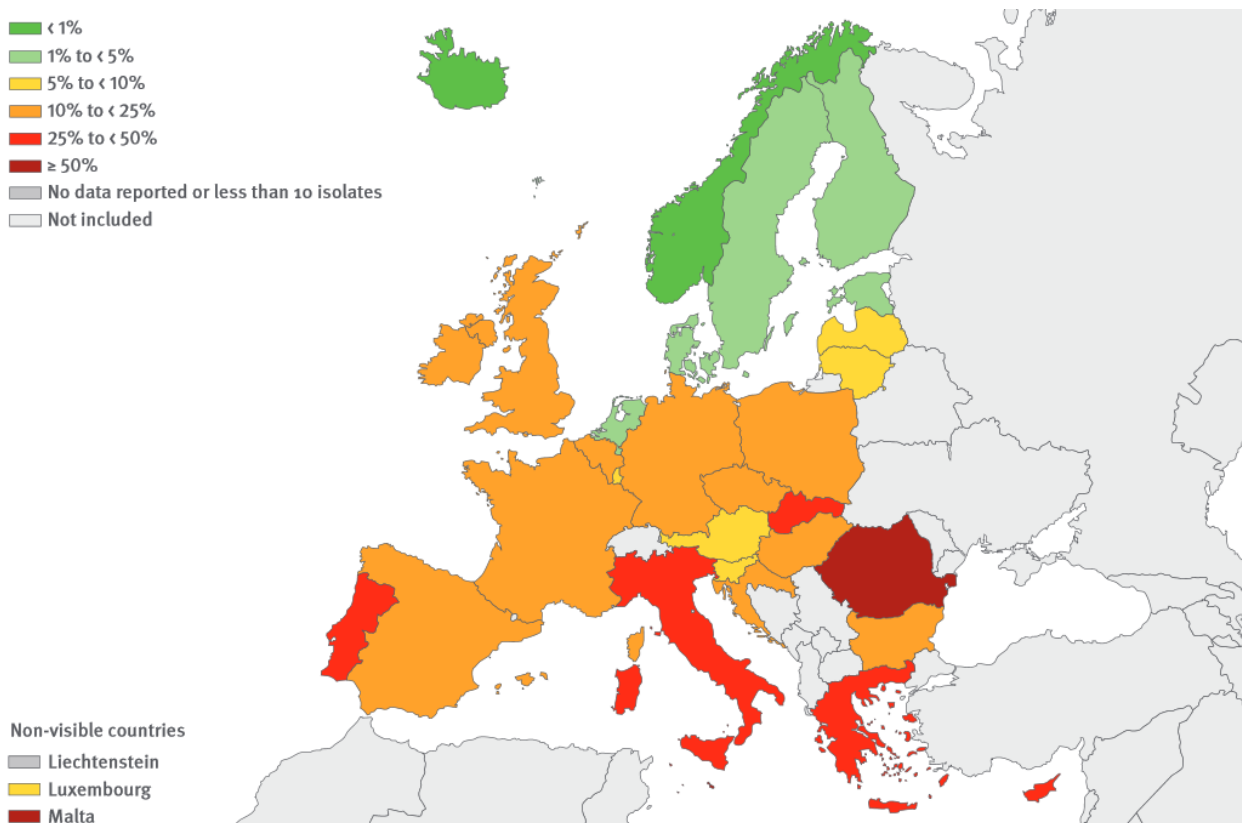 < 1%
1% to < 5%
5% to < 10%
10% to < 25%
25% to < 50%
≥ 50%
No data reported or less than 10 isolates
Not included
Non-visible countries
Liechtenstein
Luxembourg
Malta